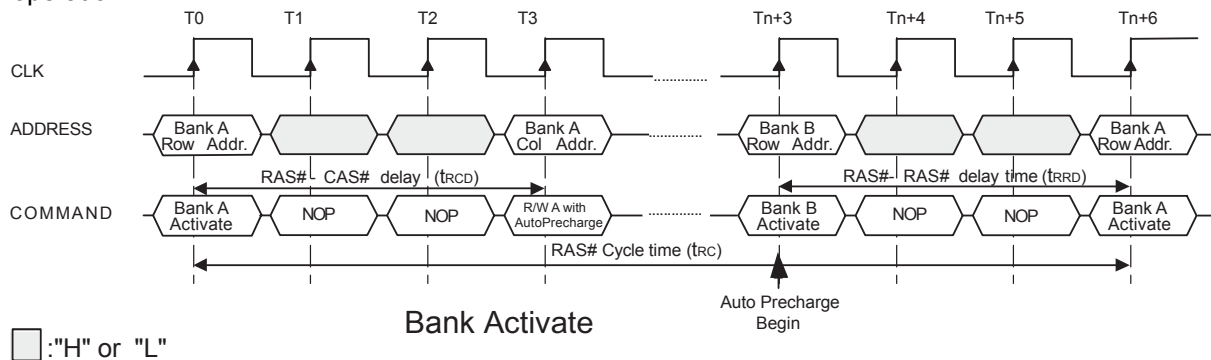 T0 T1 T2 T3 Tn+3 Tn+4 Tn+5 Tn+6
CLK
ADDRESS
Bank A
Row Addr.
Bank A
Col Addr.
Bank B
Row Addr.
Bank A
Row Addr.
RAS# - CAS# delay (tRCD)
RAS# - RAS# delay time (tRRD)
COMMAND
Bank A
Activate
NOP
NOP
R/W A with
AutoPrecharge
Bank B
Activate
NOP
NOP
Bank A
Activate
RAS# Cycle time (tRC)
Auto Precharge
Begin
Bank Activate
:"H" or "L"